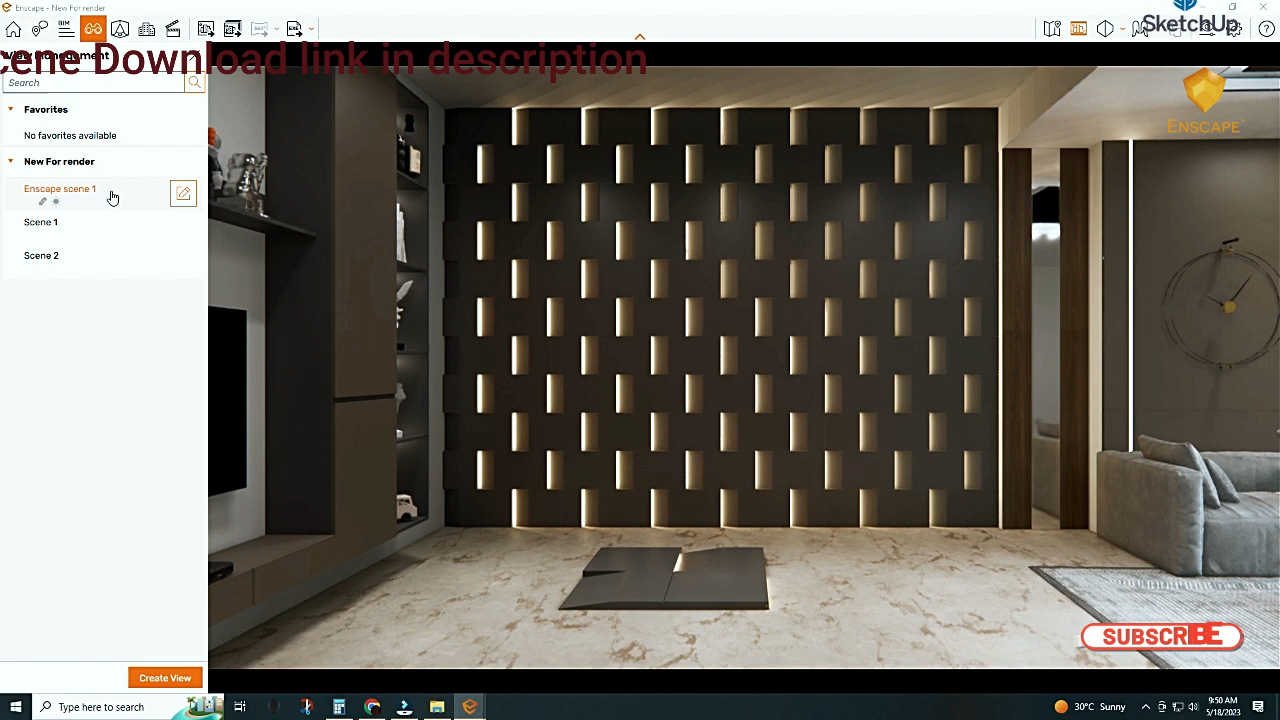 Enscape - New For render
SketchUp
cene Download link in description
Search
ENSCAPE
Favorites
No favorites available
New For render
Enscape scene 1
Scene 1
Scene 2
SUBSCRIBE
Create View
Type here to search
30°C Sunny
9:50 AM
5/18/2023